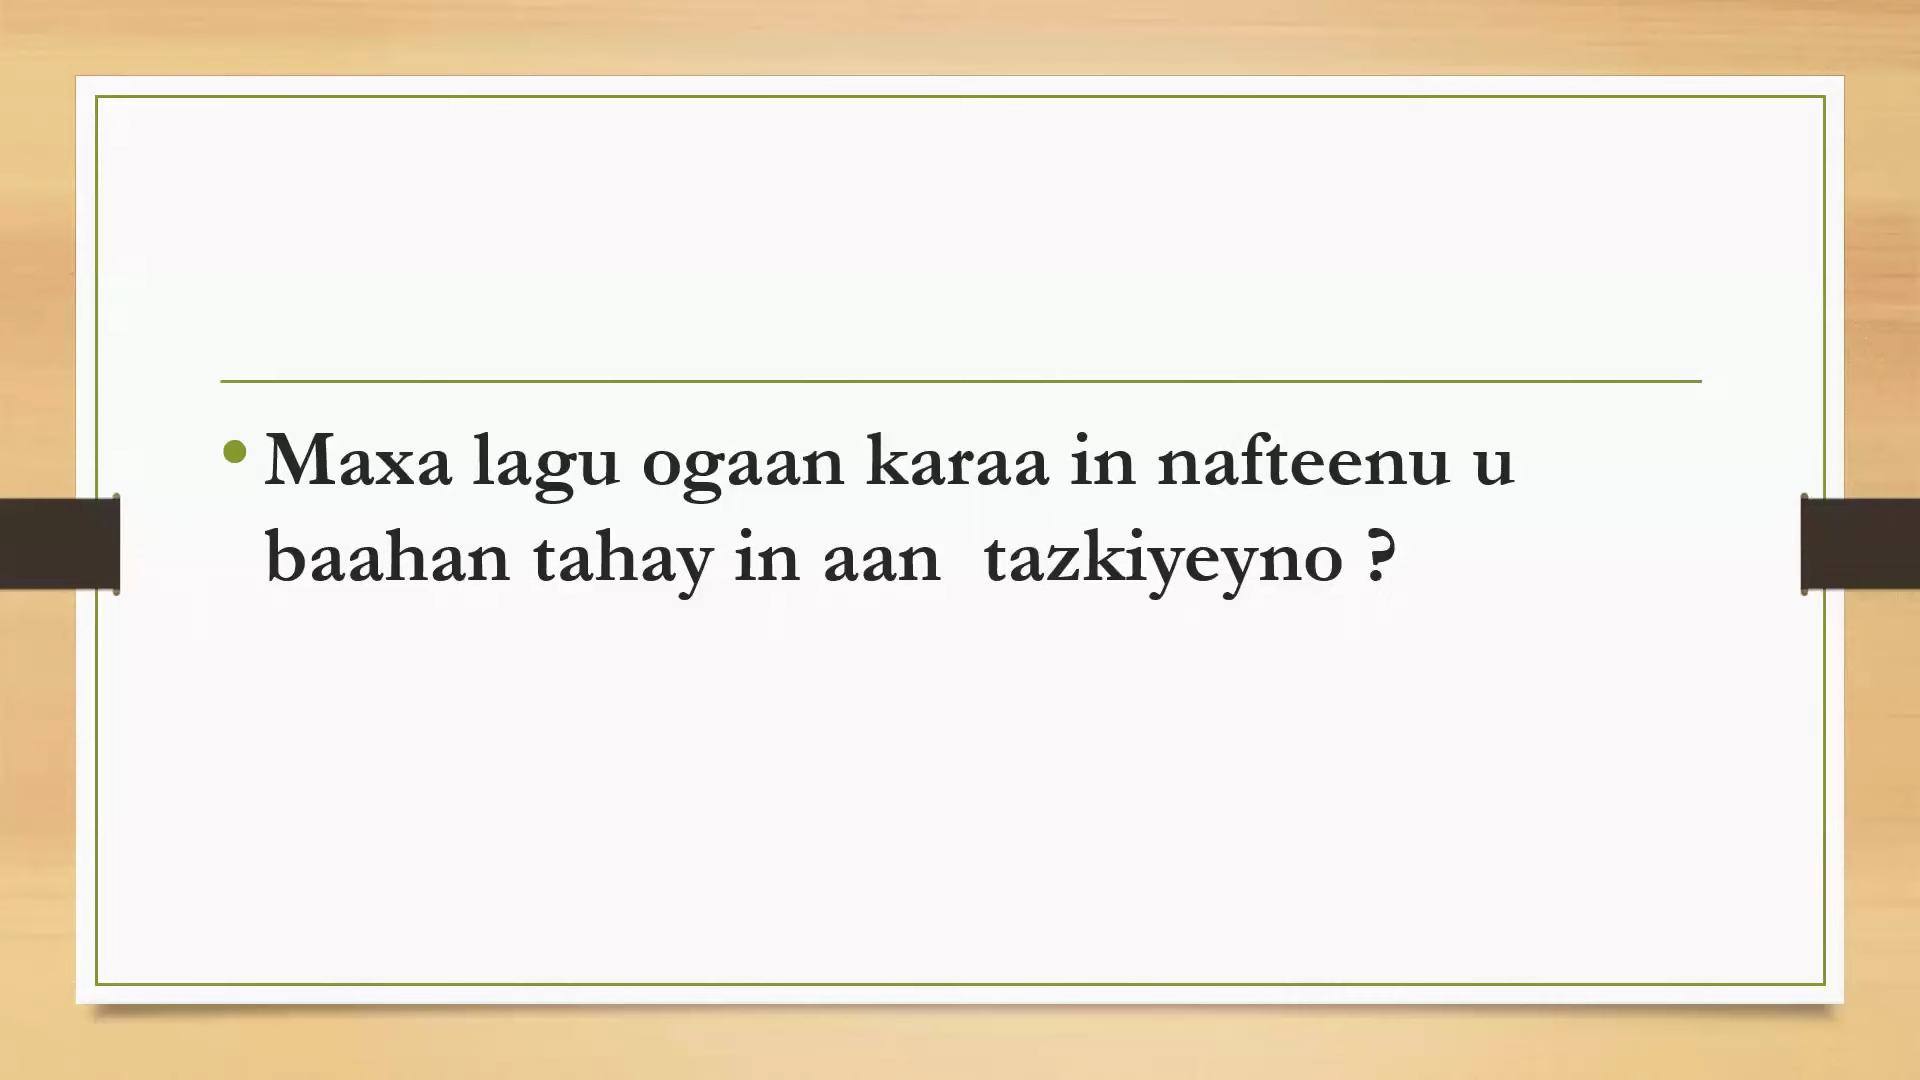 • Maxa lagu ogaan karaa in nafteenu u
baahan tahay in aan  tazkiyeyno ?